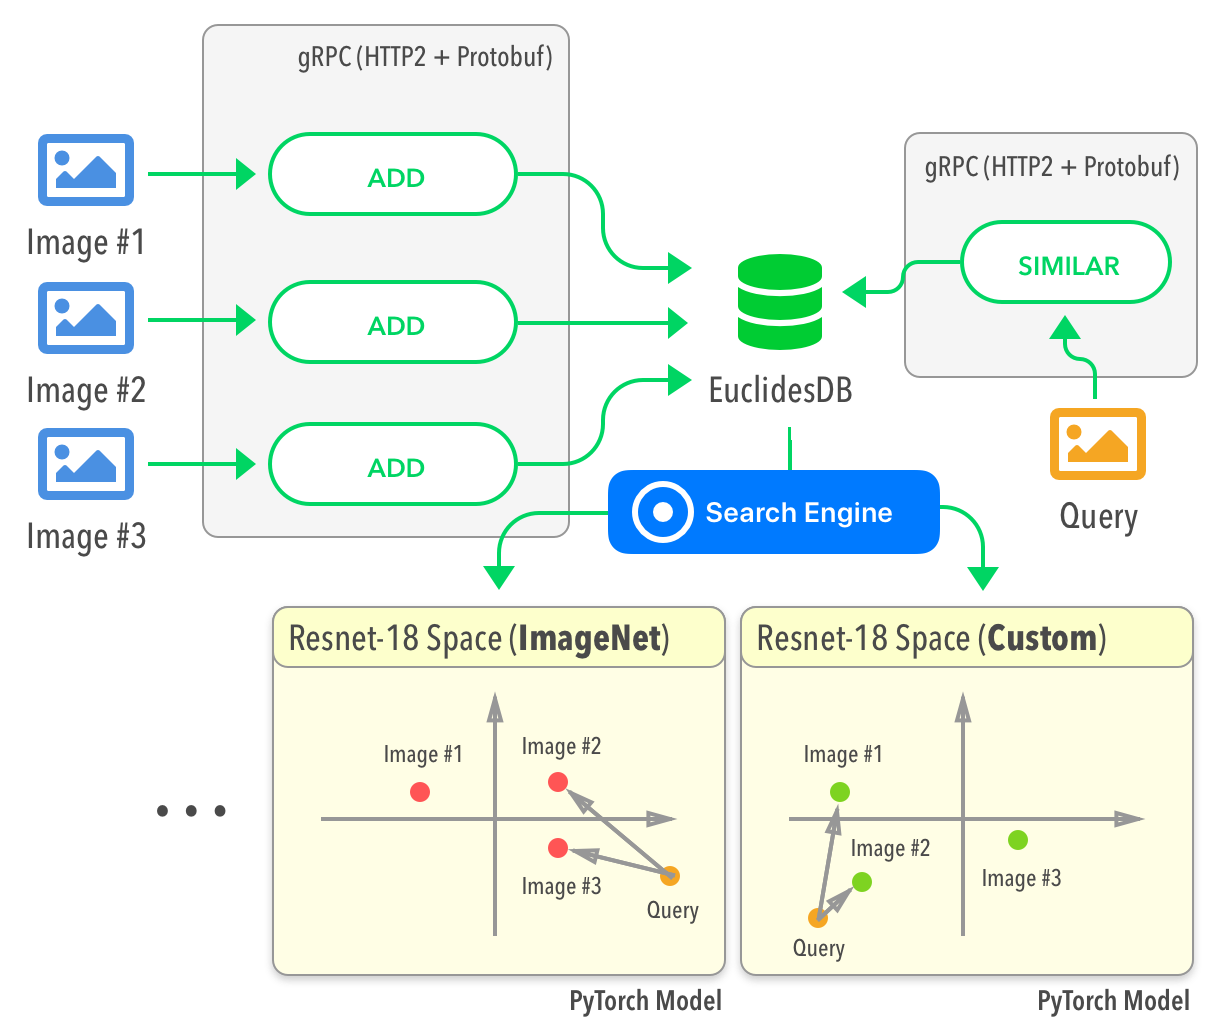 gRPC (HTTP2 + Protobuf)
ADD
Image #1
ADD
Image #2
ADD
Image #3
EuclidesDB
gRPC (HTTP2 + Protobuf)
SIMILAR
Query
Search Engine
Resnet-18 Space (ImageNet)
Image #1
Image #2
Image #3
Query
PyTorch Model
Resnet-18 Space (Custom)
Image #1
Image #2
Image #3
Query
PyTorch Model